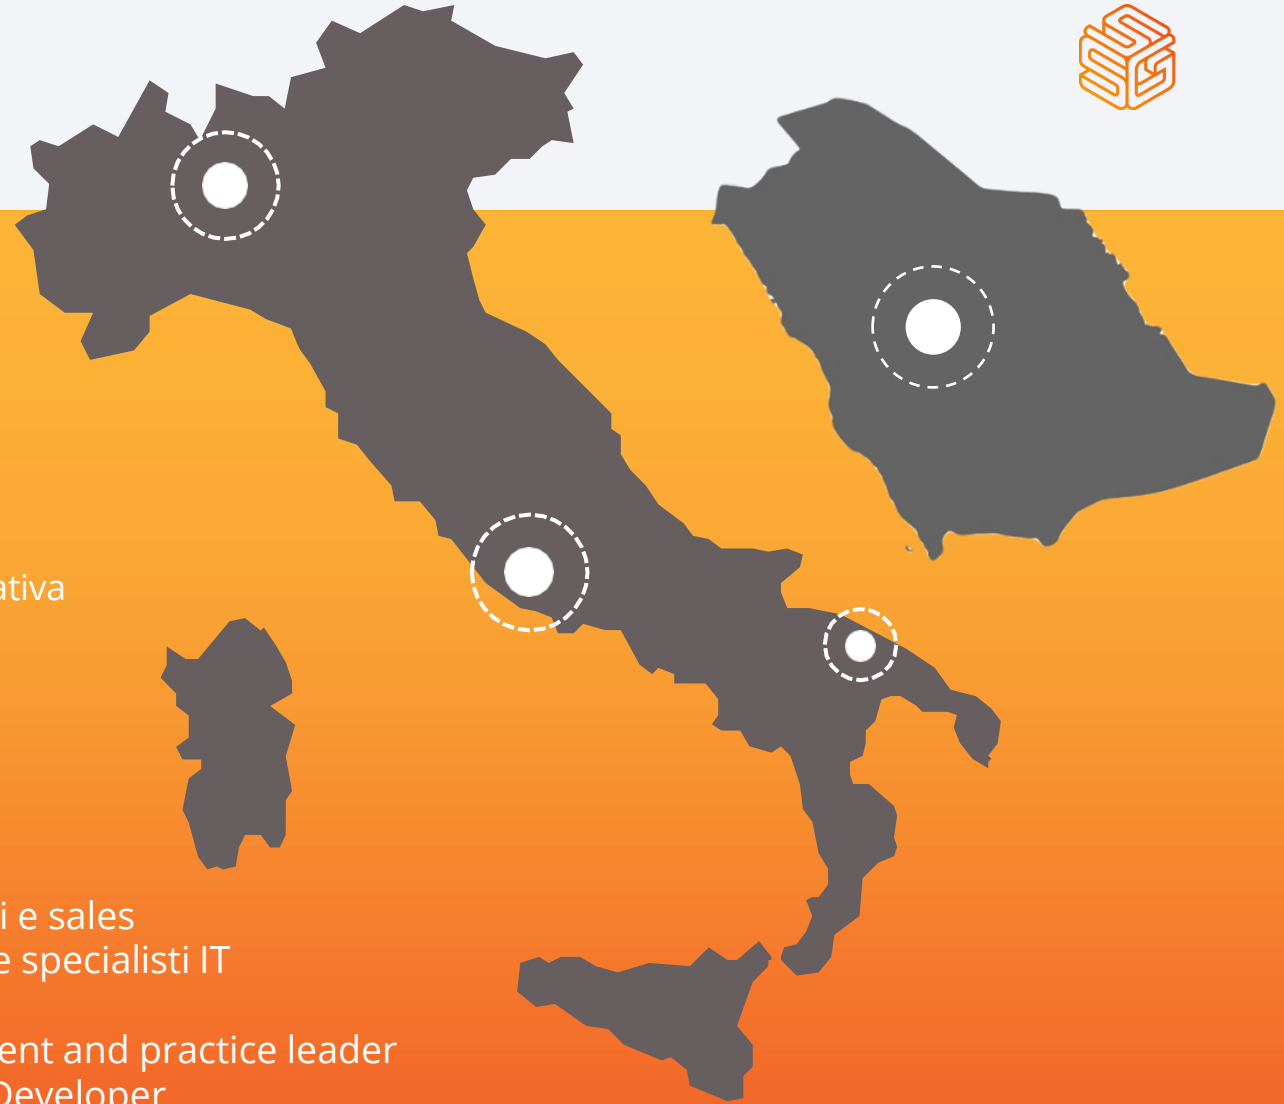 ativa
i e sales
e specialisti IT
ent and practice leader
Developer